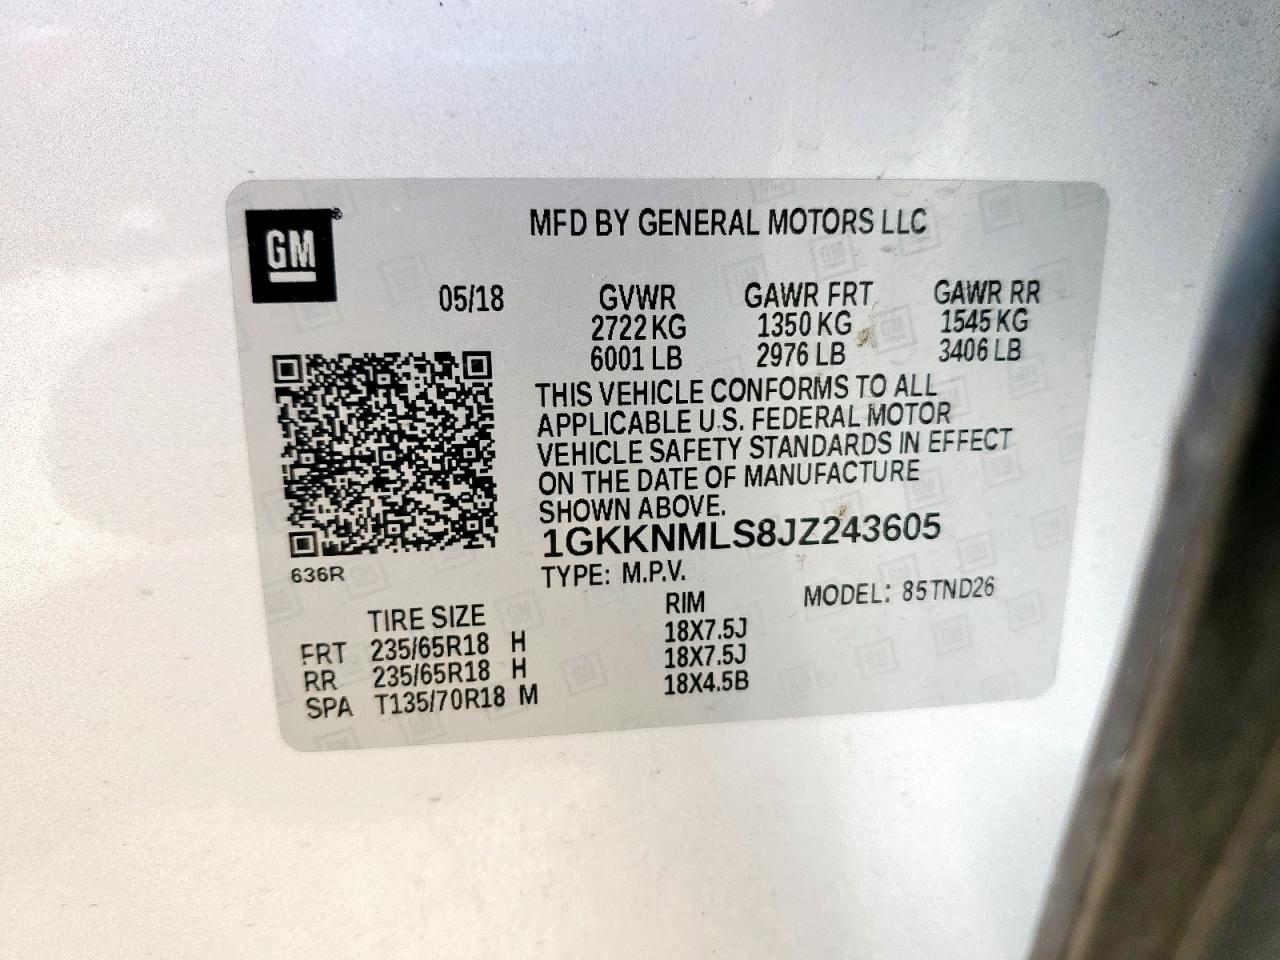 GM®
MFD BY GENERAL MOTORS LLC
05/18 GVWR GAWR FRT GAWR RR
2722 KG 1350 KG 1545 KG
6001 LB 2976 LB 3406 LB
THIS VEHICLE CONFORMS TO ALL
APPLICABLE U.S. FEDERAL MOTOR
VEHICLE SAFETY STANDARDS IN EFFECT
ON THE DATE OF MANUFACTURE
SHOWN ABOVE.
1GKKNMLS8JZ243605
636R
TYPE: M.P.V. MODEL: 85TND26
TIRE SIZE RIM
FRT 235/65R18 H 18X7.5J
RR 235/65R18 H 18X7.5J
SPA T135/70R18 M 18X4.5B